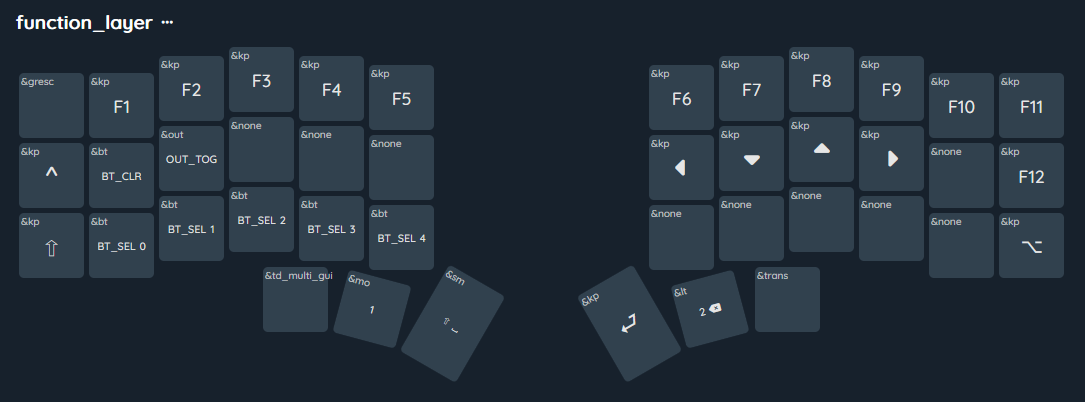 function_layer ···
&gresc &kp F1 &kp F2 &kp F3 &kp F4 &kp F5 &kp F6 &kp F7 &kp F8 &kp F9 &kp F10 &kp F11
&kp ^ &bt BT_CLR &out OUT_TOG &none &none &none &kp ◀ &kp ▼ &kp ▲ &kp ▶ &none &kp F12
&kp ⇧ &bt BT_SEL 0 &bt BT_SEL 1 &bt BT_SEL 2 &bt BT_SEL 3 &bt BT_SEL 4 &none &none &none &none &none &kp ⌥
&td_multi_gui &mo 1 &sm ⇧ ⎵ &kp ⏎ &lt 2 ⌫ &trans